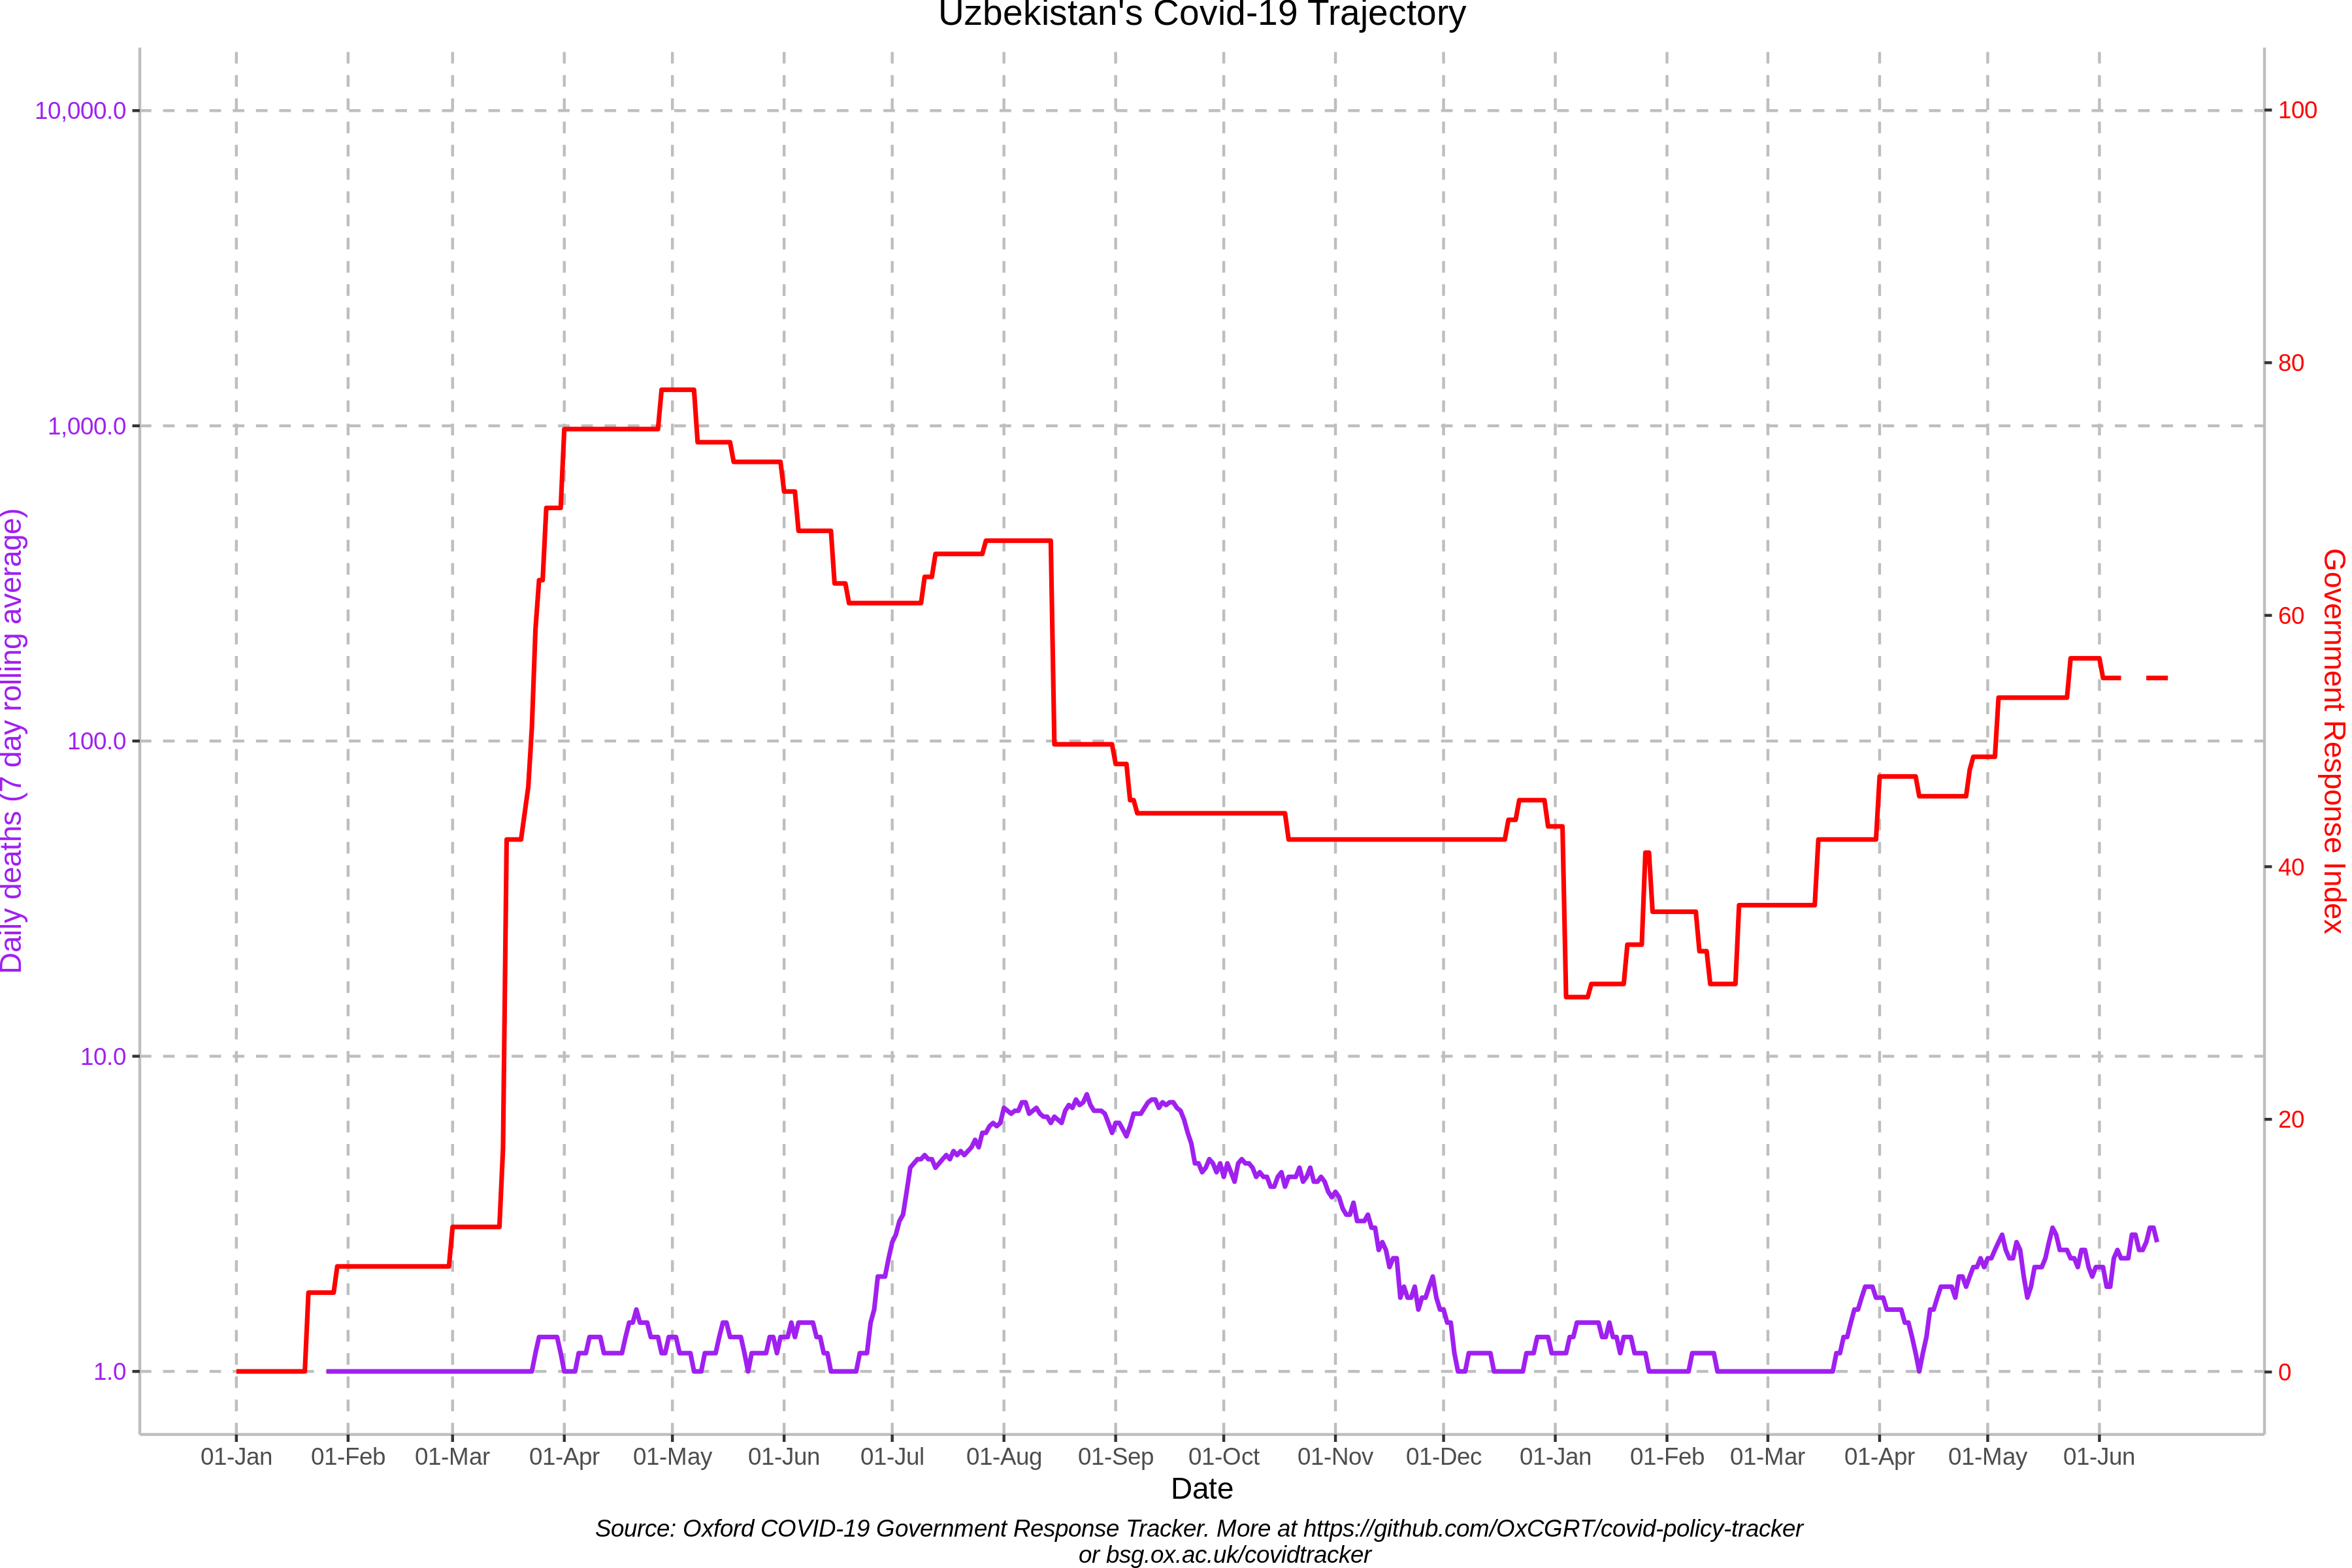 Uzbekistan's Covid-19 Trajectory
Daily deaths (7 day rolling average)
10,000.0
1,000.0
100.0
10.0
1.0
100
80
60
40
20
0
Government Response Index
01-Jan 01-Feb 01-Mar 01-Apr 01-May 01-Jun 01-Jul 01-Aug 01-Sep 01-Oct 01-Nov 01-Dec 01-Jan 01-Feb 01-Mar 01-Apr 01-May 01-Jun
Date
Source: Oxford COVID-19 Government Response Tracker. More at https://github.com/OxCGRT/covid-policy-tracker
or bsg.ox.ac.uk/covidtracker